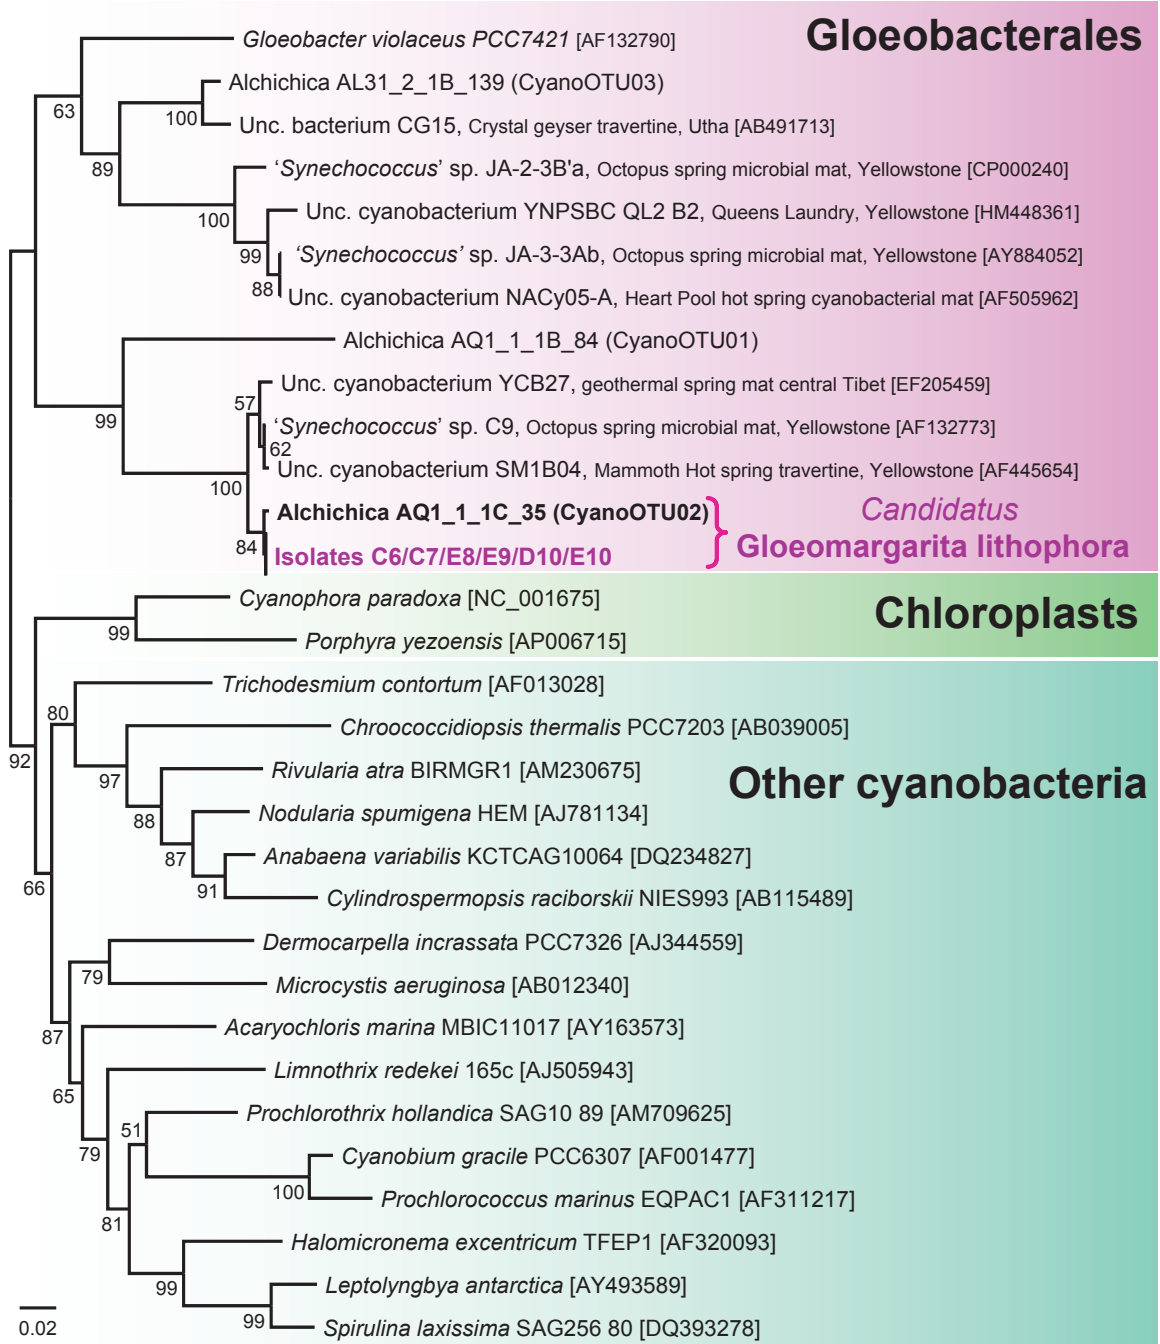 Gloeobacterales
Gloeobacter violaceus PCC7421 [AF132790]
Alchichica AL31_2_1B_139 (CyanoOTU03)
63
100
Unc. bacterium CG15, Crystal geyser travertine, Utha [AB491713]
89
'Synechococcus' sp. JA-2-3B'a, Octopus spring microbial mat, Yellowstone [CP000240]
100
Unc. cyanobacterium YNPSBC QL2 B2, Queens Laundry, Yellowstone [HM448361]
99
'Synechococcus' sp. JA-3-3Ab, Octopus spring microbial mat, Yellowstone [AY884052]
88
Unc. cyanobacterium NACy05-A, Heart Pool hot spring cyanobacterial mat [AF505962]
Alchichica AQ1_1_1B_84 (CyanoOTU01)
Unc. cyanobacterium YCB27, geothermal spring mat central Tibet [EF205459]
57
99
'Synechococcus' sp. C9, Octopus spring microbial mat, Yellowstone [AF132773]
62
Unc. cyanobacterium SM1B04, Mammoth Hot spring travertine, Yellowstone [AF445654]
100
Alchichica AQ1_1_1C_35 (CyanoOTU02)
Candidatus
84
Isolates C6/C7/E8/E9/D10/E10
Gloeomargarita lithophora
Cyanophora paradoxa [NC_001675]
Chloroplasts
99
Porphyra yezoensis [AP006715]
Trichodesmium contortum [AF013028]
80
Chroococcidiopsis thermalis PCC7203 [AB039005]
92
97
Rivularia atra BIRMGR1 [AM230675]
Other cyanobacteria
88
Nodularia spumigena HEM [AJ781134]
87
Anabaena variabilis KCTCAG10064 [DQ234827]
66
91
Cylindrospermopsis raciborskii NIES993 [AB115489]
Dermocarpella incrassata PCC7326 [AJ344559]
79
Microcystis aeruginosa [AB012340]
87
Acaryochloris marina MBIC11017 [AY163573]
65
Limnothrix redekei 165c [AJ505943]
Prochlorothrix hollandica SAG10 89 [AM709625]
51
79
Cyanobium gracile PCC6307 [AF001477]
100
Prochlorococcus marinus EQPAC1 [AF311217]
81
Halomicronema excentricum TFEP1 [AF320093]
99
Leptolyngbya antarctica [AY493589]
99
Spirulina laxissima SAG256 80 [DQ393278]
0.02